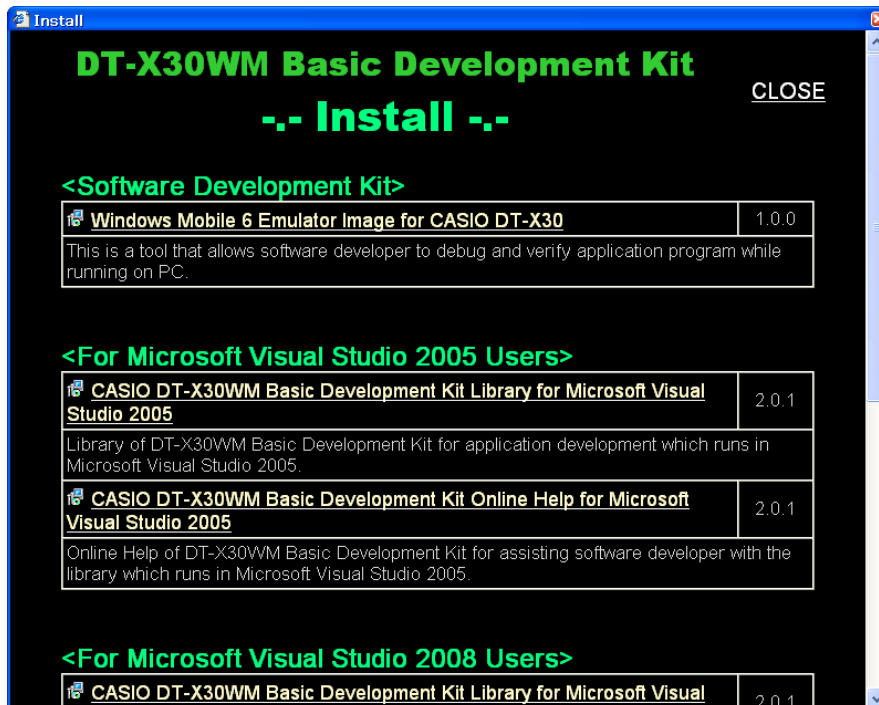 Install
DT-X30WM Basic Development Kit
CLOSE
-.- Install -.-
<Software Development Kit>
Windows Mobile 6 Emulator Image for CASIO DT-X30
1.0.0
This is a tool that allows software developer to debug and verify application program while
running on PC.
<For Microsoft Visual Studio 2005 Users>
CASIO DT-X30WM Basic Development Kit Library for Microsoft Visual
Studio 2005
2.0.1
Library of DT-X30WM Basic Development Kit for application development which runs in
Microsoft Visual Studio 2005.
CASIO DT-X30WM Basic Development Kit Online Help for Microsoft
Visual Studio 2005
2.0.1
Online Help of DT-X30WM Basic Development Kit for assisting software developer with the
library which runs in Microsoft Visual Studio 2005.
<For Microsoft Visual Studio 2008 Users>
CASIO DT-X30WM Basic Development Kit Library for Microsoft Visual
2.0.1